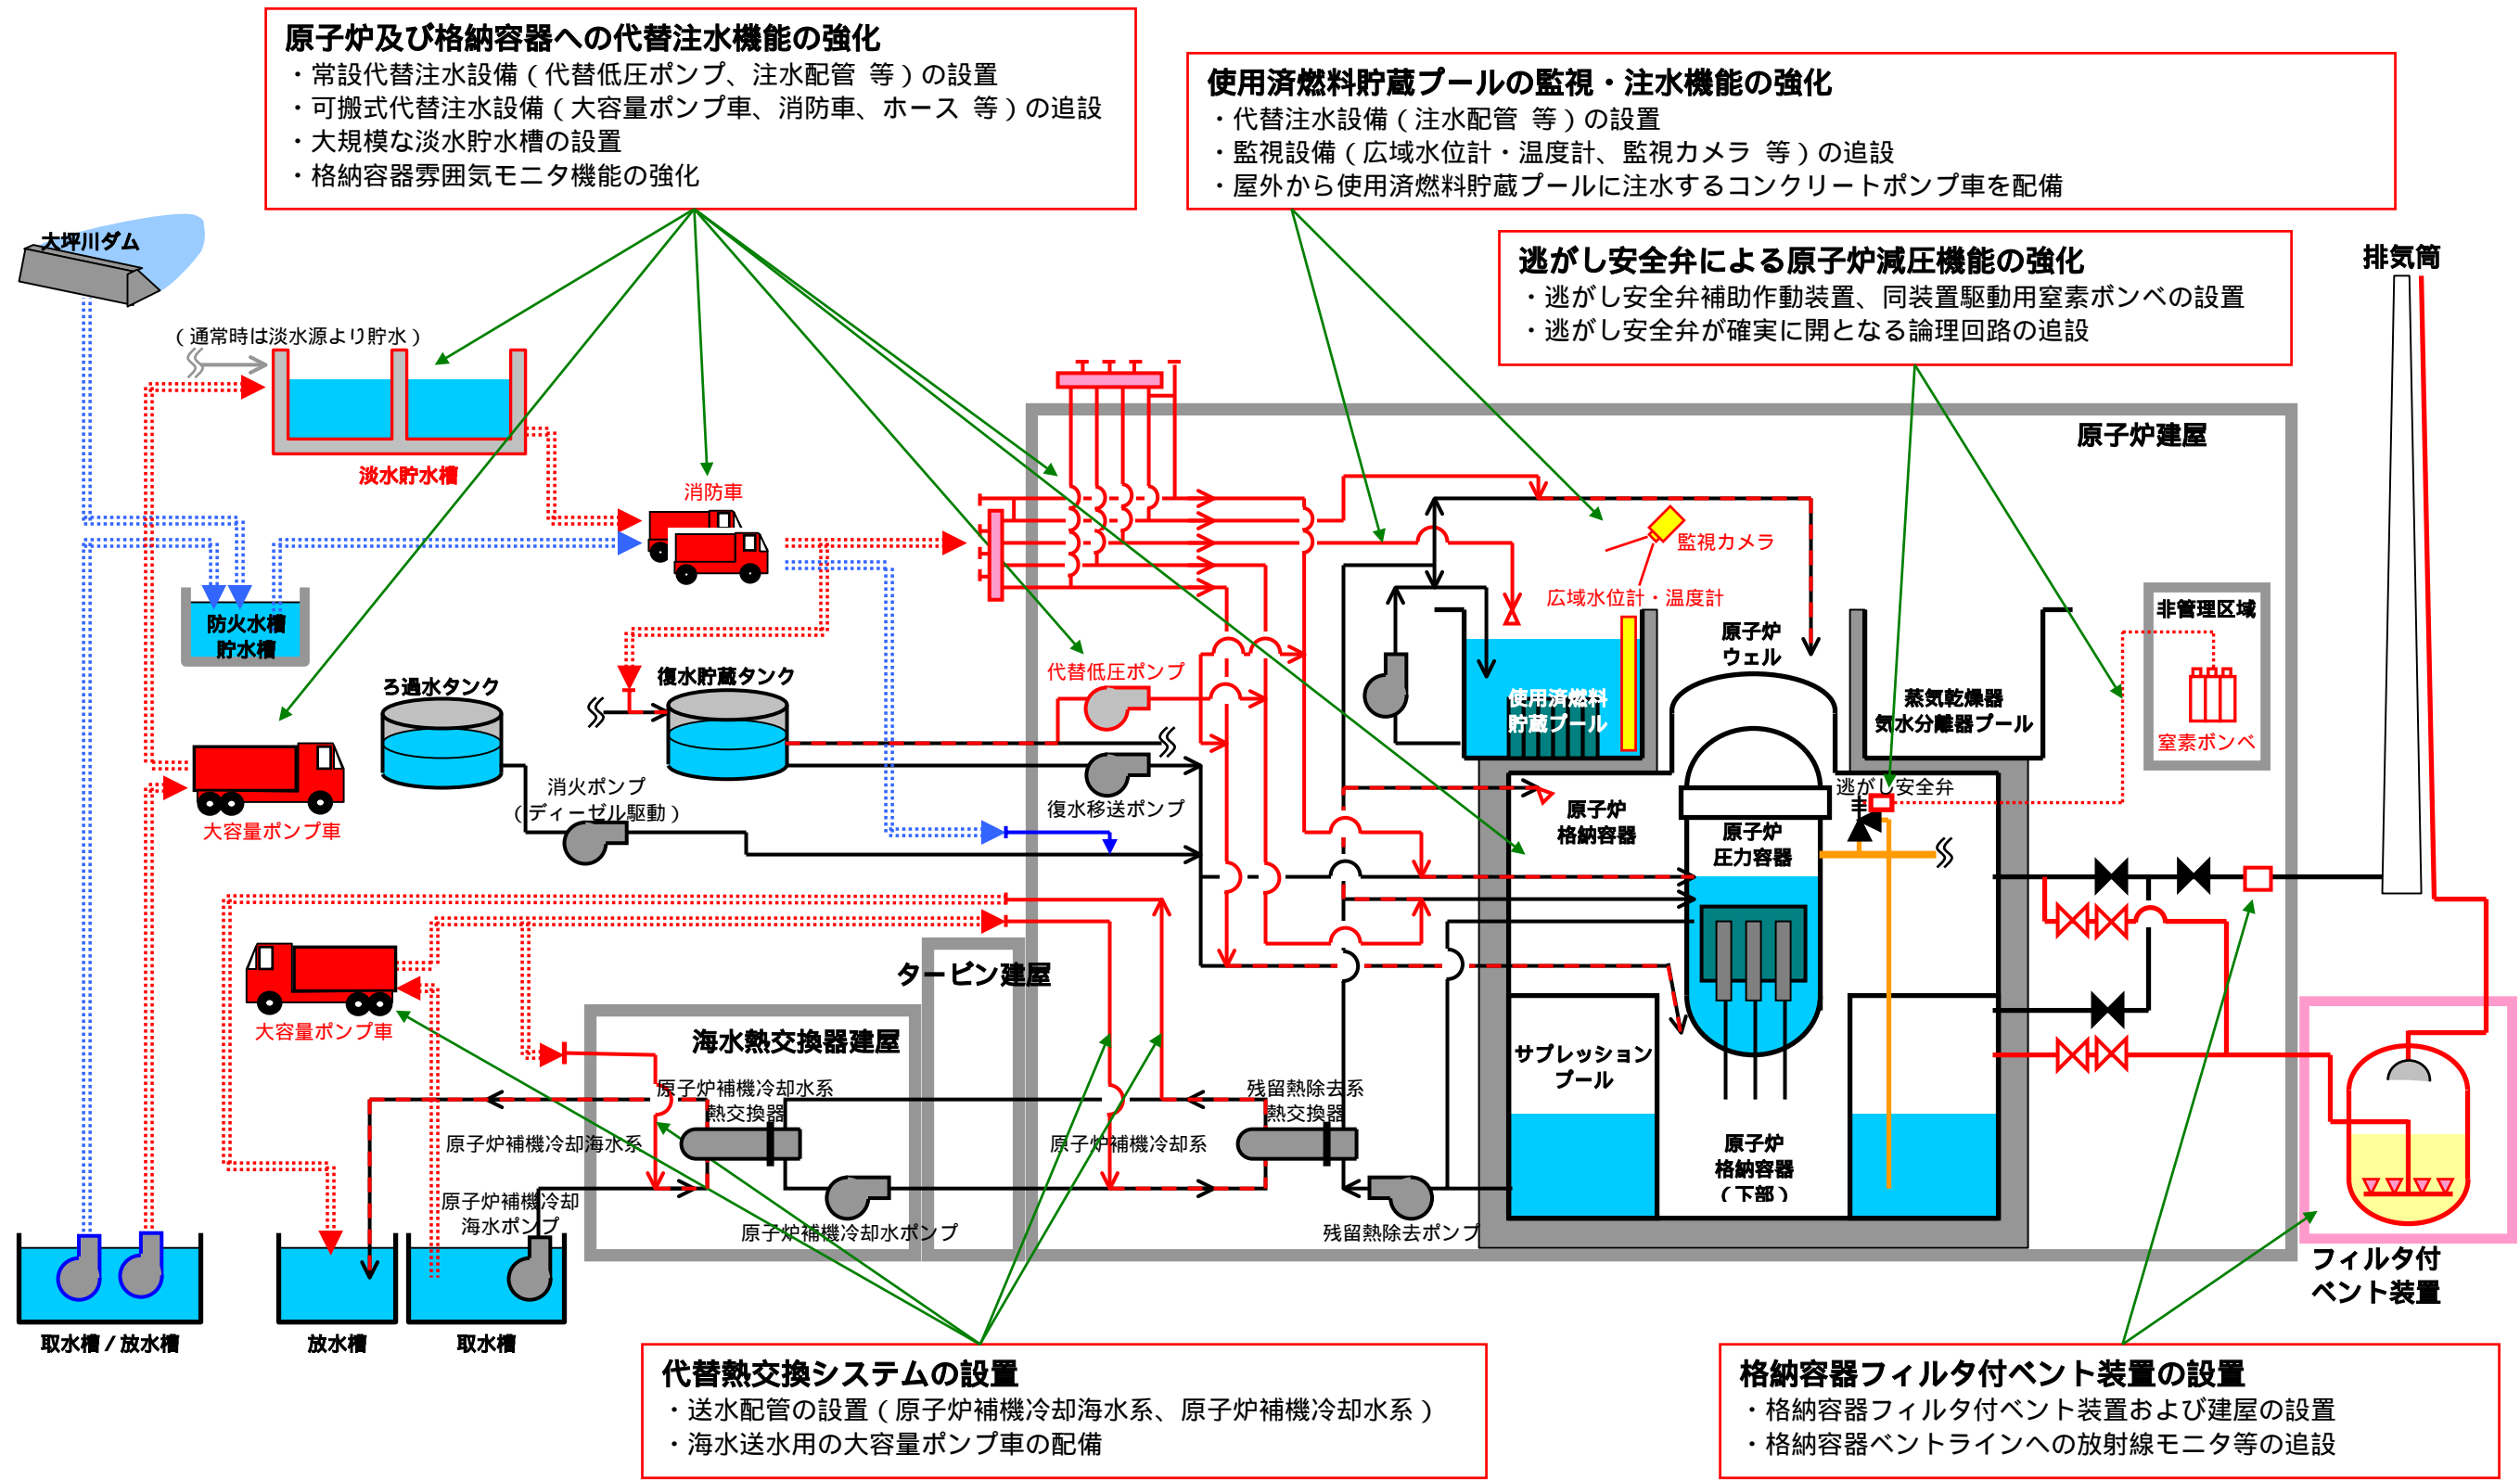 原子炉及び格納容器への代替注水機能の強化
・常設代替注水設備（代替低圧ポンプ、注水配管 等）の設置
・可搬式代替注水設備（大容量ポンプ車、消防車、ホース 等）の追設
・大規模な淡水貯水槽の設置
・格納容器雰囲気モニタ機能の強化
使用済燃料貯蔵プールの監視・注水機能の強化
・代替注水設備（注水配管 等）の設置
・監視設備（広域水位計・温度計、監視カメラ 等）の追設
・屋外から使用済燃料貯蔵プールに注水するコンクリートポンプ車を配備
逃がし安全弁による原子炉減圧機能の強化
・逃がし安全弁補助作動装置、同装置駆動用窒素ボンベの設置
・逃がし安全弁が確実に開となる論理回路の追設
排気筒
大坪川ダム
（通常時は淡水源より貯水）
淡水貯水槽
消防車
原子炉建屋
監視カメラ
広域水位計・温度計
防火水槽
貯水槽
非管理区域
原子炉
ウェル
ろ過水タンク
復水貯蔵タンク
代替低圧ポンプ
使用済燃料
貯蔵プール
蒸気乾燥器
気水分離器プール
窒素ボンベ
大容量ポンプ車
消火ポンプ
（ディーゼル駆動）
復水移送ポンプ
逃がし安全弁
原子炉
格納容器
原子炉
圧力容器
タービン建屋
大容量ポンプ車
海水熱交換器建屋
原子炉補機冷却水系
熱交換器
残留熱除去系
熱交換器
サプレッション
プール
原子炉補機冷却海水系
原子炉補機冷却系
原子炉
格納容器
（下部）
原子炉補機冷却
海水ポンプ
原子炉補機冷却水ポンプ
残留熱除去ポンプ
フィルタ付
ベント装置
取水槽／放水槽
放水槽
取水槽
代替熱交換システムの設置
・送水配管の設置（原子炉補機冷却海水系、原子炉補機冷却水系）
・海水送水用の大容量ポンプ車の配備
格納容器フィルタ付ベント装置の設置
・格納容器フィルタ付ベント装置および建屋の設置
・格納容器ベントラインへの放射線モニタ等の追設